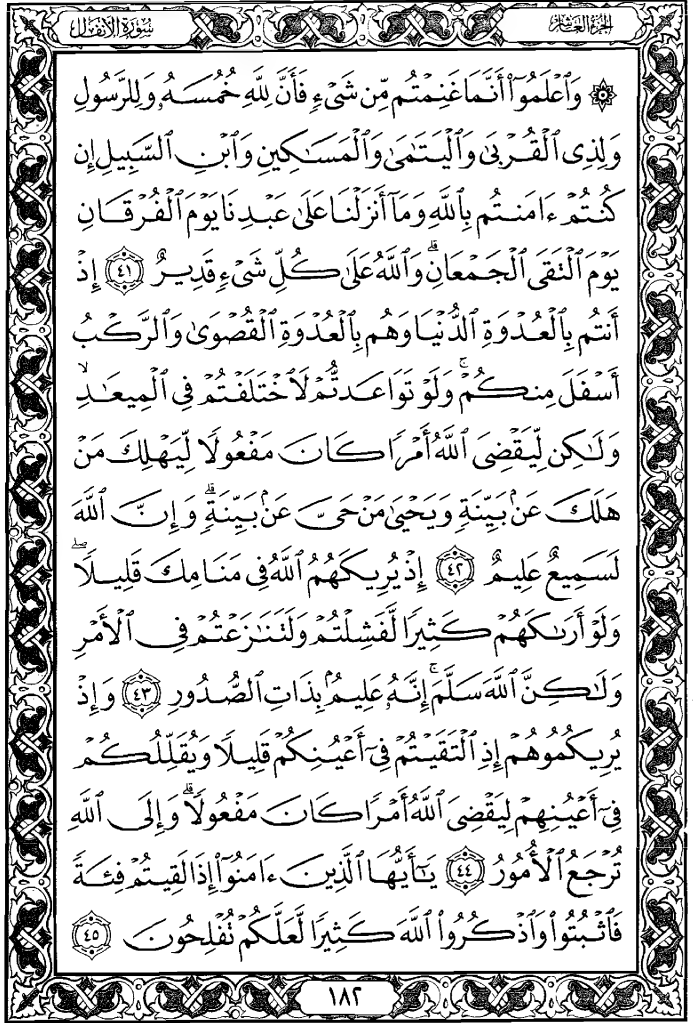 الجزء العاشر
سورة الأنفال
۞ وَٱعْلَمُوٓا۟ أَنَّمَا غَنِمْتُم مِّن شَىْءٍ فَأَنَّ لِلَّهِ خُمُسَهُۥ وَلِلرَّسُولِ
وَلِذِى ٱلْقُرْبَىٰ وَٱلْيَتَـٰمَىٰ وَٱلْمَسَـٰكِينِ وَٱبْنِ ٱلسَّبِيلِ إِن
كُنتُمْ ءَامَنتُم بِٱللَّهِ وَمَآ أَنزَلْنَا عَلَىٰ عَبْدِنَا يَوْمَ ٱلْفُرْقَانِ
يَوْمَ ٱلْتَقَى ٱلْجَمْعَانِ ۗ وَٱللَّهُ عَلَىٰ كُلِّ شَىْءٍ قَدِيرٌ ٤١ إِذْ
أَنتُم بِٱلْعُدْوَةِ ٱلدُّنْيَا وَهُم بِٱلْعُدْوَةِ ٱلْقُصْوَىٰ وَٱلرَّكْبُ
أَسْفَلَ مِنكُمْ ۚ وَلَوْ تَوَاعَدتُّمْ لَٱخْتَلَفْتُمْ فِى ٱلْمِيعَـٰدِ ۙ
وَلَـٰكِن لِّيَقْضِىَ ٱللَّهُ أَمْرًا كَانَ مَفْعُولًا لِّيَهْلِكَ مَنْ
هَلَكَ عَنۢ بَيِّنَةٍ وَيَحْيَىٰ مَنْ حَىَّ عَنۢ بَيِّنَةٍ ۗ وَإِنَّ ٱللَّهَ
لَسَمِيعٌ عَلِيمٌ ٤٢ إِذْ يُرِيكَهُمُ ٱللَّهُ فِى مَنَامِكَ قَلِيلًا ۖ
وَلَوْ أَرَىٰكَهُمْ كَثِيرًا لَّفَشِلْتُمْ وَلَتَنَـٰزَعْتُمْ فِى ٱلْأَمْرِ
وَلَـٰكِنَّ ٱللَّهَ سَلَّمَ ۗ إِنَّهُۥ عَلِيمٌۢ بِذَاتِ ٱلصُّدُورِ ٤٣ وَإِذْ
يُرِيكُمُوهُمْ إِذِ ٱلْتَقَيْتُمْ فِىٓ أَعْيُنِكُمْ قَلِيلًا وَيُقَلِّلُكُمْ
فِىٓ أَعْيُنِهِمْ لِيَقْضِىَ ٱللَّهُ أَمْرًا كَانَ مَفْعُولًا ۗ وَإِلَى ٱللَّهِ
تُرْجَعُ ٱلْأُمُورُ ٤٤ يَـٰٓأَيُّهَا ٱلَّذِينَ ءَامَنُوٓا۟ إِذَا لَقِيتُمْ فِئَةً
فَٱثْبُتُوا۟ وَٱذْكُرُوا۟ ٱللَّهَ كَثِيرًا لَّعَلَّكُمْ تُفْلِحُونَ ٤٥
١٨٢